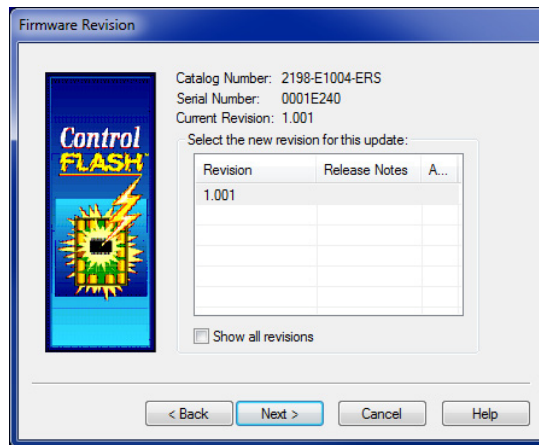 Firmware Revision
Catalog Number: 2198-E1004-ERS
Serial Number: 0001E240
Current Revision: 1.001
Control
FLASH
Select the new revision for this update:
Revision Release Notes A...
1.001
Show all revisions
< Back Next > Cancel Help